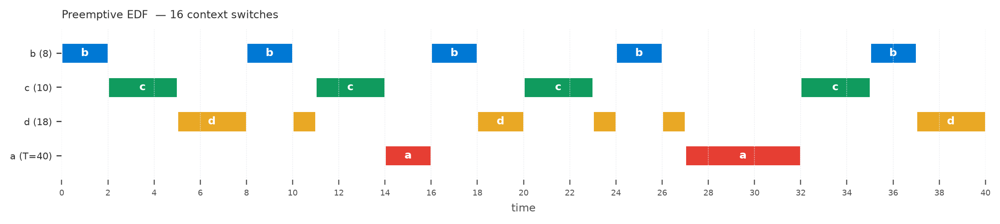 Preemptive EDF — 16 context switches
b (8)
b b b b b
c (10)
c c c c
d (18)
d d d
a (T=40)
a a
0 2 4 6 8 10 12 14 16 18 20 22 24 26 28 30 32 34 36 38 40
time